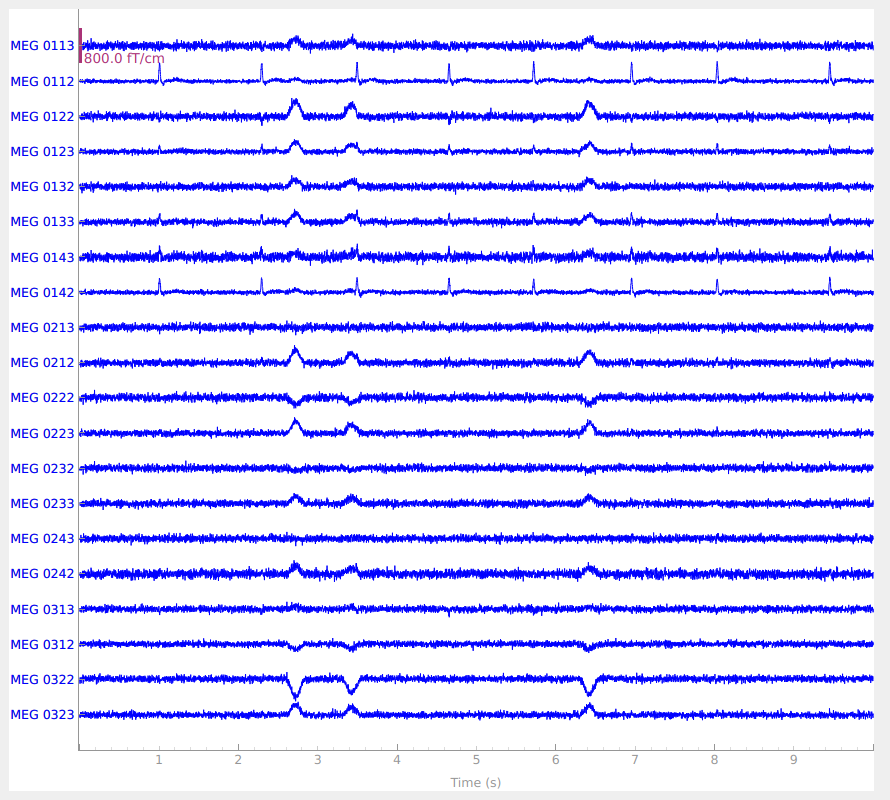 MEG 0113
800.0 fT/cm
MEG 0112
MEG 0122
MEG 0123
MEG 0132
MEG 0133
MEG 0143
MEG 0142
MEG 0213
MEG 0212
MEG 0222
MEG 0223
MEG 0232
MEG 0233
MEG 0243
MEG 0242
MEG 0313
MEG 0312
MEG 0322
MEG 0323
1 2 3 4 5 6 7 8 9
Time (s)